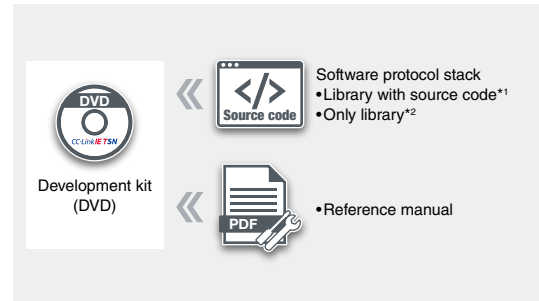 DVD
CC-Link IE TSN
Development kit
(DVD)
</>
Source code
Software protocol stack
•Library with source code*1
•Only library*2
PDF
•Reference manual